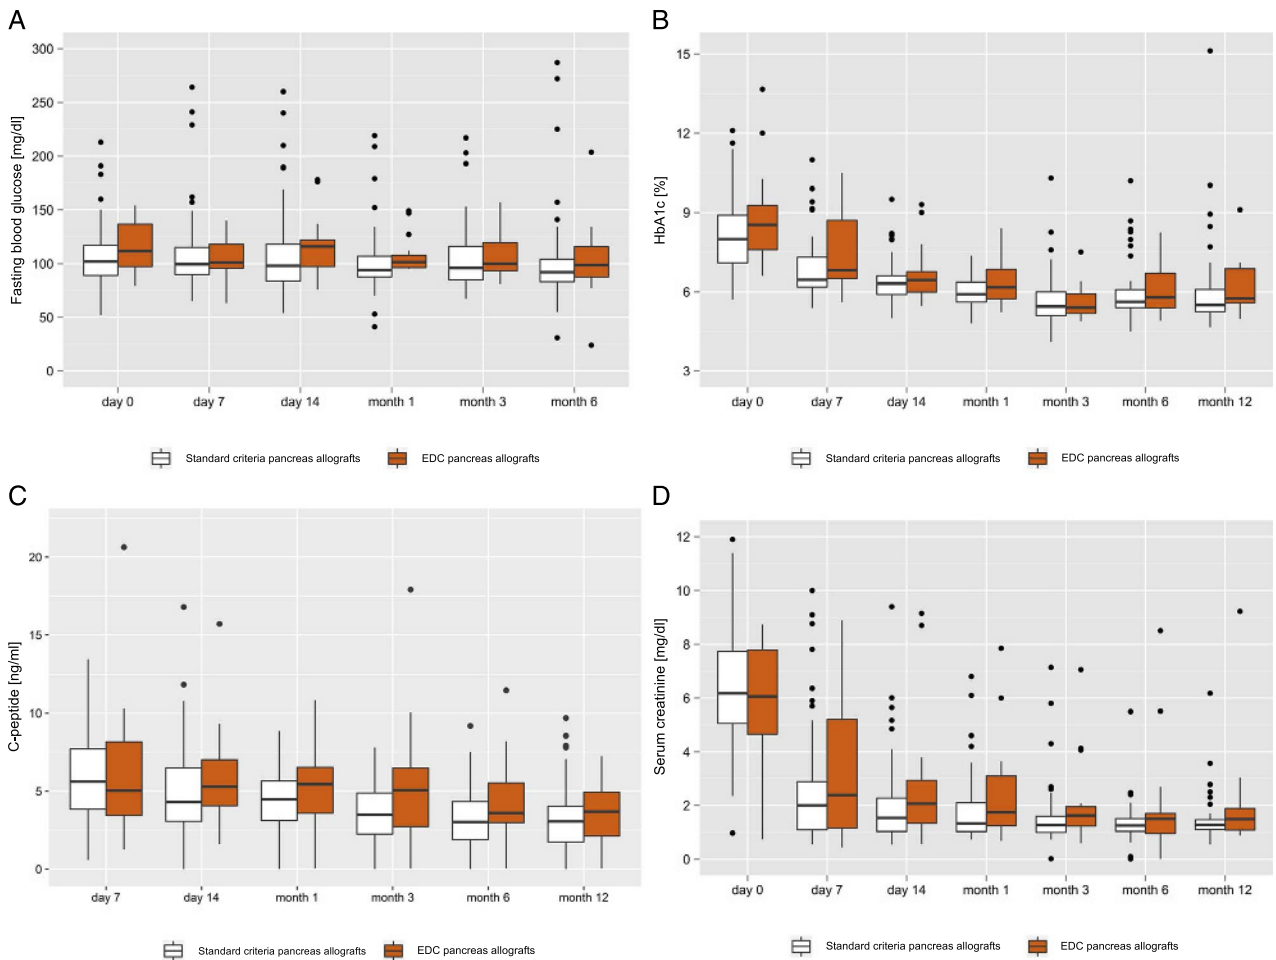 A
Fasting blood glucose [mg/dl]
300
250
200
150
100
50
0
day 0 day 7 day 14 month 1 month 3 month 6
Standard criteria pancreas allografts EDC pancreas allografts
B
HbA1c [%]
15
12
9
6
3
day 0 day 7 day 14 month 1 month 3 month 6 month 12
Standard criteria pancreas allografts EDC pancreas allografts
C
C-peptide [ng/ml]
20
15
10
5
0
day 7 day 14 month 1 month 3 month 6 month 12
Standard criteria pancreas allografts EDC pancreas allografts
D
Serum creatinine [mg/dl]
12
10
8
6
4
2
0
day 0 day 7 day 14 month 1 month 3 month 6 month 12
Standard criteria pancreas allografts EDC pancreas allografts